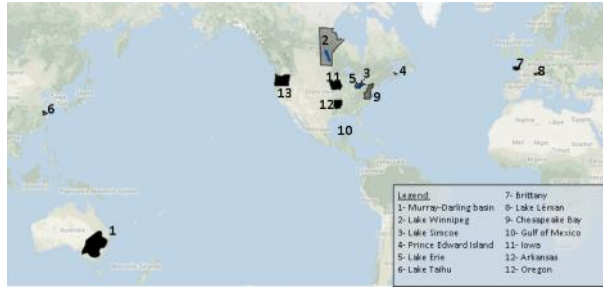 2
7
3
5
4
8
11
13
9
6
12
10
1
Legend:
1- Murray-Darling basin
2- Lake Winnipeg
3- Lake Simcoe
4- Prince Edward Island
5- Lake Erie
6- Lake Taihu
7- Brittany
8- Lake Léman
9- Chesapeake Bay
10- Gulf of Mexico
11- Iowa
12- Arkansas
12- Oregon